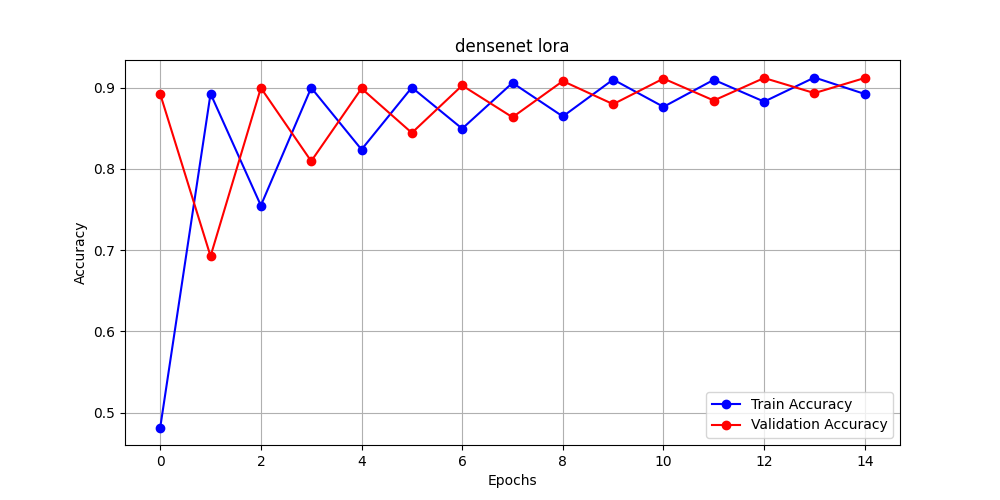 densenet lora
0.9
0.8
0.7
0.6
0.5
Accuracy
0 2 4 6 8 10 12 14
Epochs
Train Accuracy
Validation Accuracy